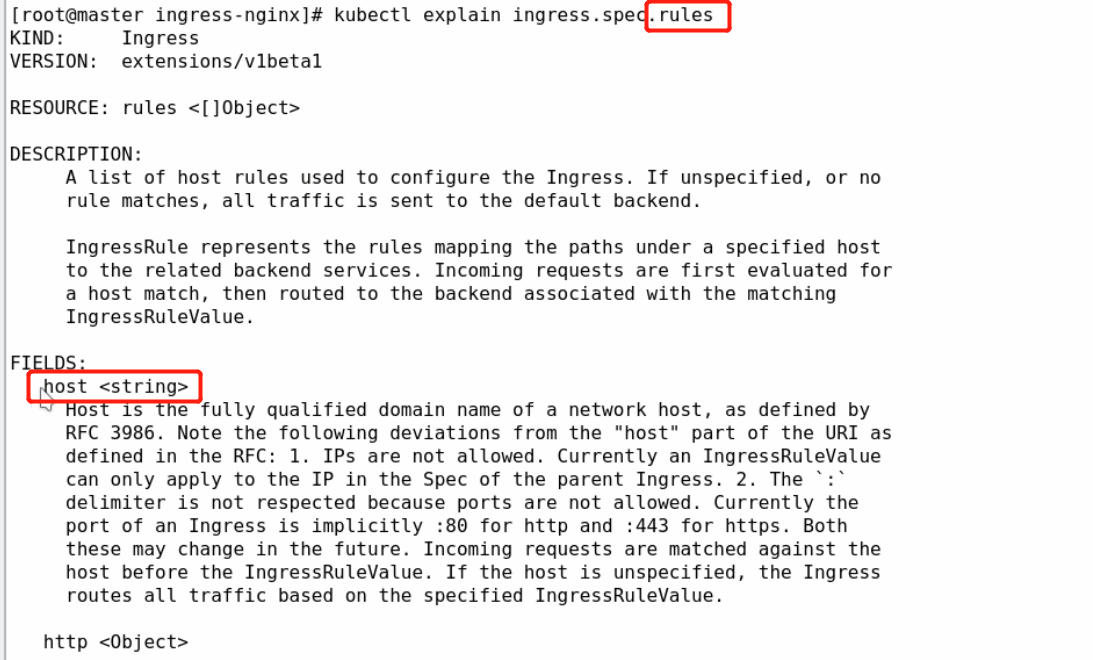 [root@master ingress-nginx]# kubectl explain ingress.spec.rules
KIND:     Ingress
VERSION:  extensions/v1beta1

RESOURCE: rules <[]Object>

DESCRIPTION:
     A list of host rules used to configure the Ingress. If unspecified, or no
     rule matches, all traffic is sent to the default backend.

     IngressRule represents the rules mapping the paths under a specified host
     to the related backend services. Incoming requests are first evaluated for
     a host match, then routed to the backend associated with the matching
     IngressRuleValue.

FIELDS:
   host <string>
     Host is the fully qualified domain name of a network host, as defined by
     RFC 3986. Note the following deviations from the "host" part of the URI as
     defined in the RFC: 1. IPs are not allowed. Currently an IngressRuleValue
     can only apply to the IP in the Spec of the parent Ingress. 2. The `:`
     delimiter is not respected because ports are not allowed. Currently the
     port of an Ingress is implicitly :80 for http and :443 for https. Both
     these may change in the future. Incoming requests are matched against the
     host before the IngressRuleValue. If the host is unspecified, the Ingress
     routes all traffic based on the specified IngressRuleValue.

   http <Object>